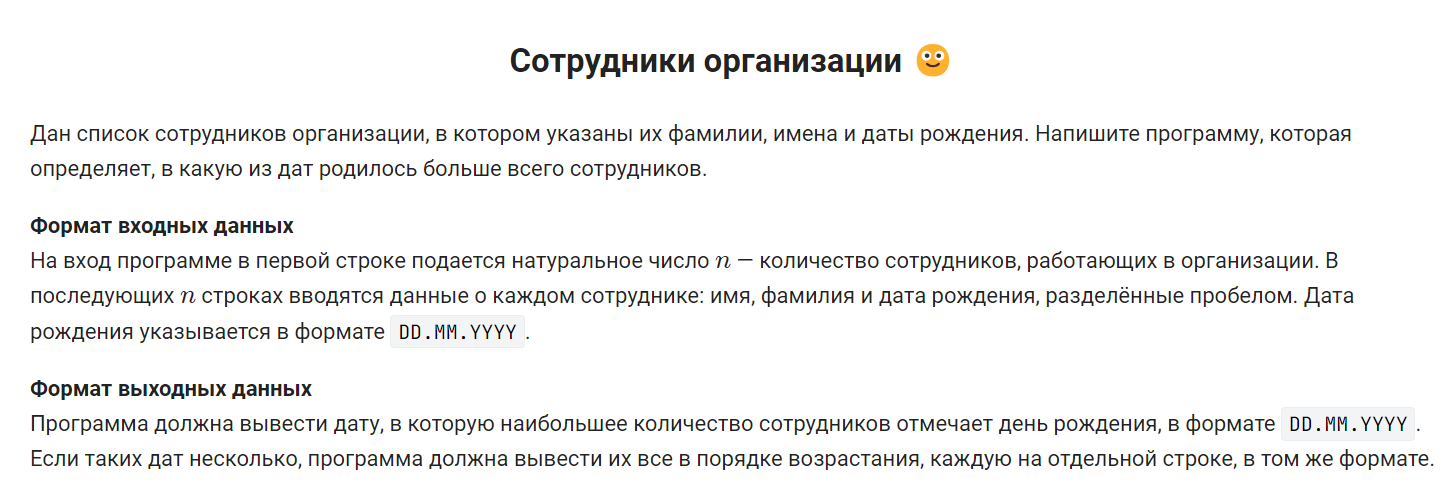 Сотрудники организации
Дан список сотрудников организации, в котором указаны их фамилии, имена и даты рождения. Напишите программу, которая
определяет, в какую из дат родилось больше всего сотрудников.
Формат входных данных
На вход программе в первой строке подается натуральное число n — количество сотрудников, работающих в организации. В
последующих n строках вводятся данные о каждом сотруднике: имя, фамилия и дата рождения, разделённые пробелом. Дата
рождения указывается в формате DD.MM.YYYY.
Формат выходных данных
Программа должна вывести дату, в которую наибольшее количество сотрудников отмечает день рождения, в формате DD.MM.YYYY.
Если таких дат несколько, программа должна вывести их все в порядке возрастания, каждую на отдельной строке, в том же формате.